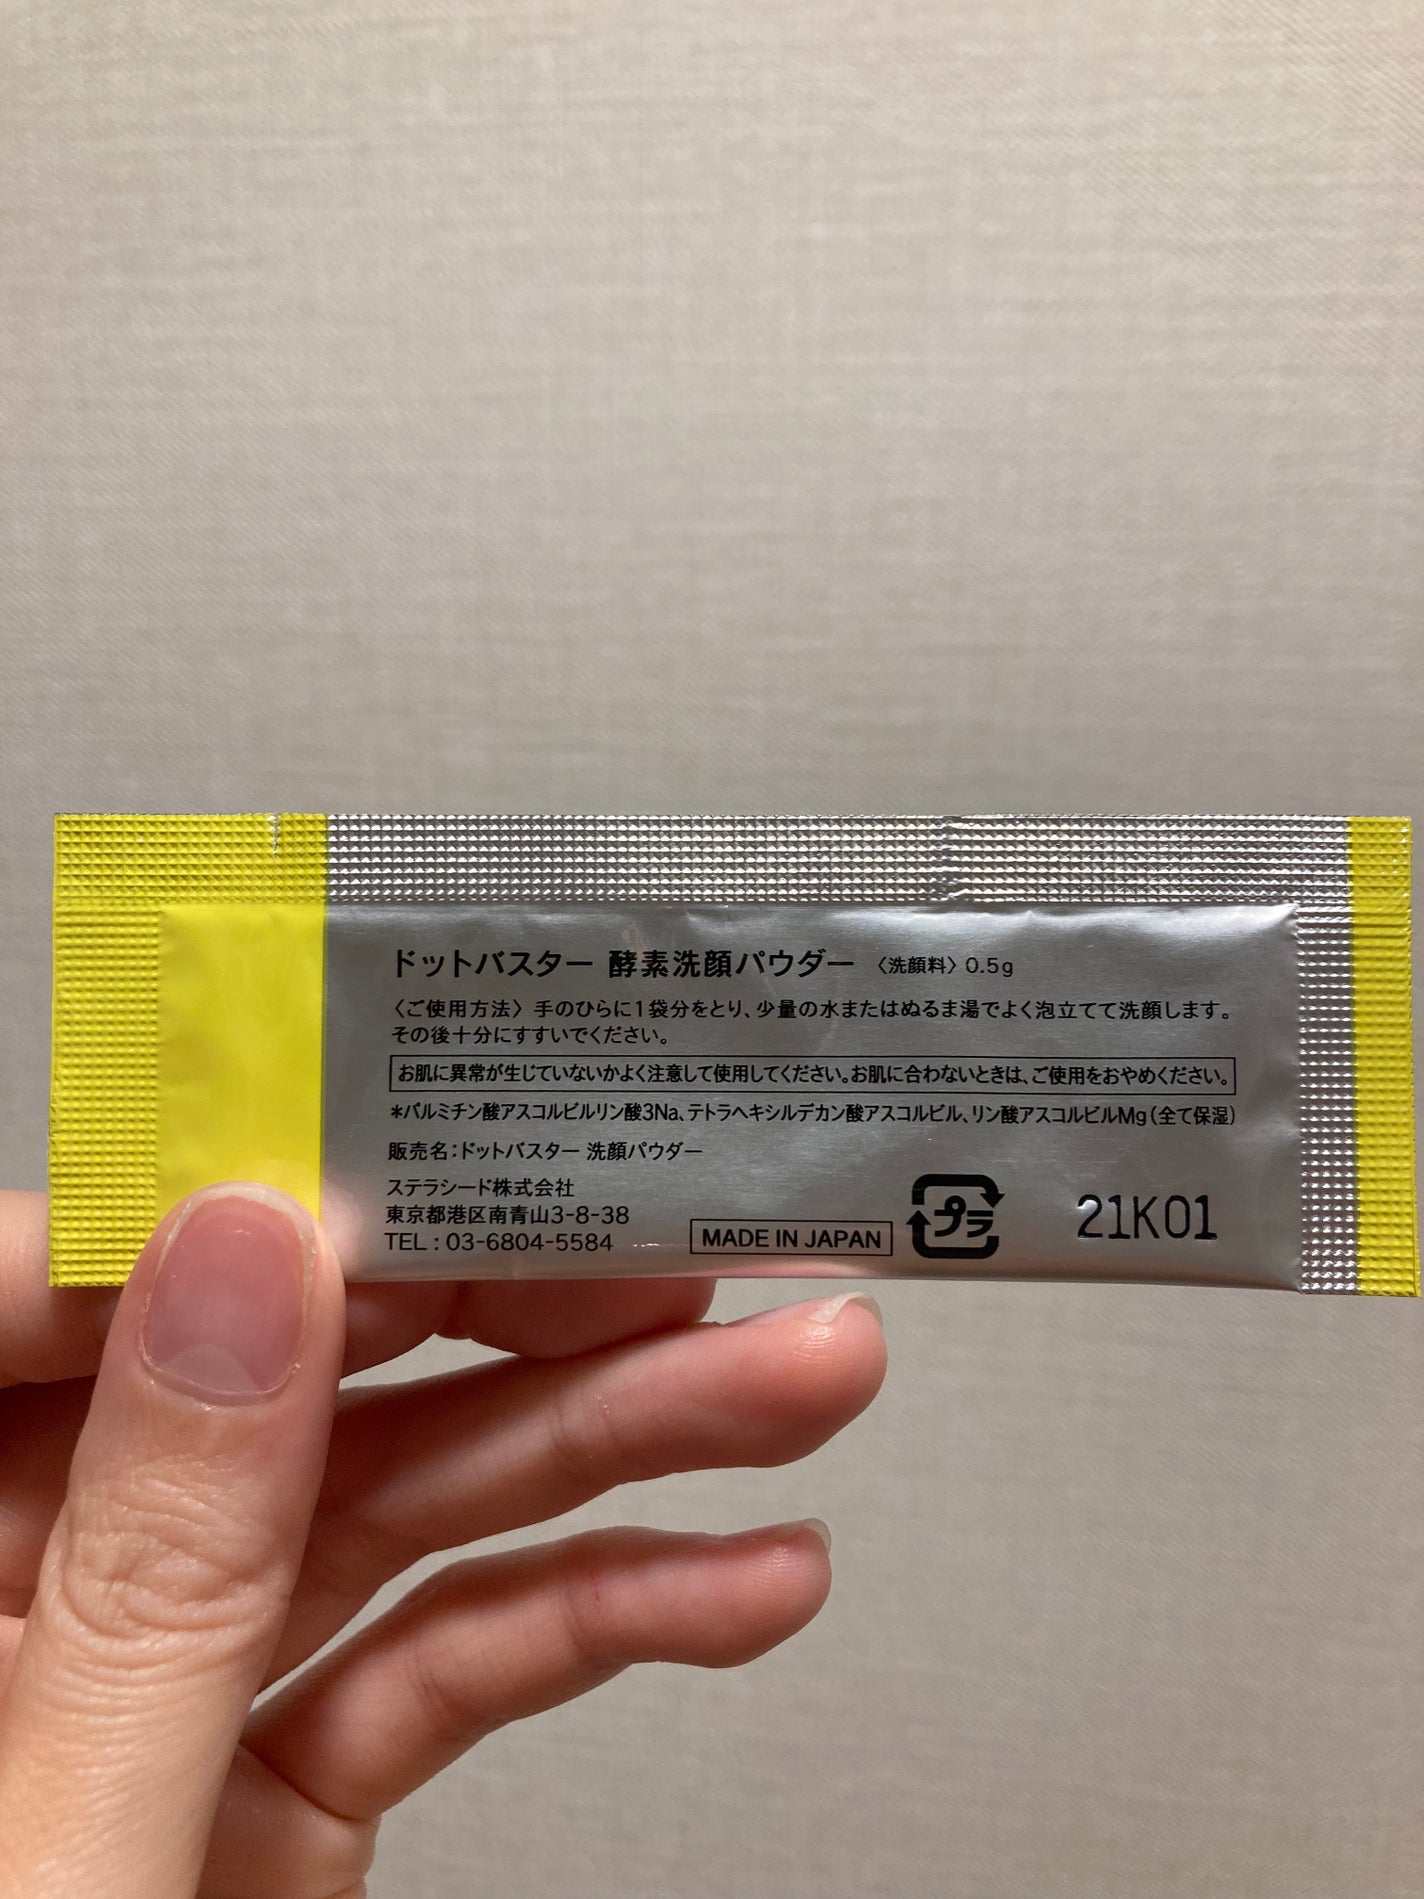 ドットバスター 酵素洗顔パウダー 〈洗顔料〉0.5g
〈ご使用方法〉手のひらに1袋分をとり、少量の水またはぬるま湯でよく泡立てて洗顔します。
その後十分にすすいでください。
お肌に異常が生じていないかよく注意して使用してください。お肌に合わないときは、ご使用をおやめください。
*パルミチン酸アスコルビルリン酸3Na、テトラヘキシルデカン酸アスコルビル、リン酸アスコルビルMg(全て保湿)
販売名:ドットバスター 洗顔パウダー
ステラシード株式会社
東京都港区南青山3-8-38
TEL : 03-6804-5584
MADE IN JAPAN
プラ
21K01